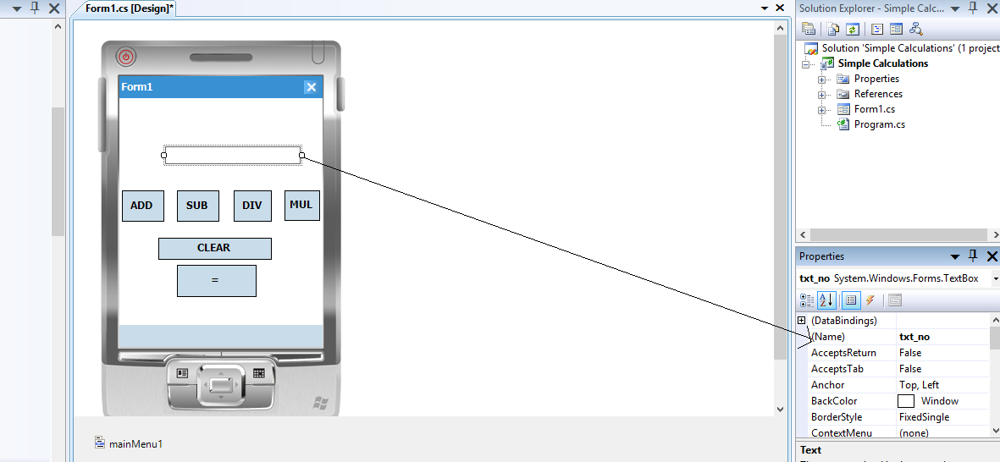 Form1.cs [Design]*
Form1
ADD SUB DIV MUL
CLEAR
=
mainMenu1
Solution Explorer - Simple Calc...
Solution 'Simple Calculations' (1 project
Simple Calculations
Properties
References
Form1.cs
Program.cs
Properties
txt_no System.Windows.Forms.TextBox
(DataBindings)
(Name) txt_no
AcceptsReturn False
AcceptsTab False
Anchor Top, Left
BackColor Window
BorderStyle FixedSingle
ContextMenu (none)
Text